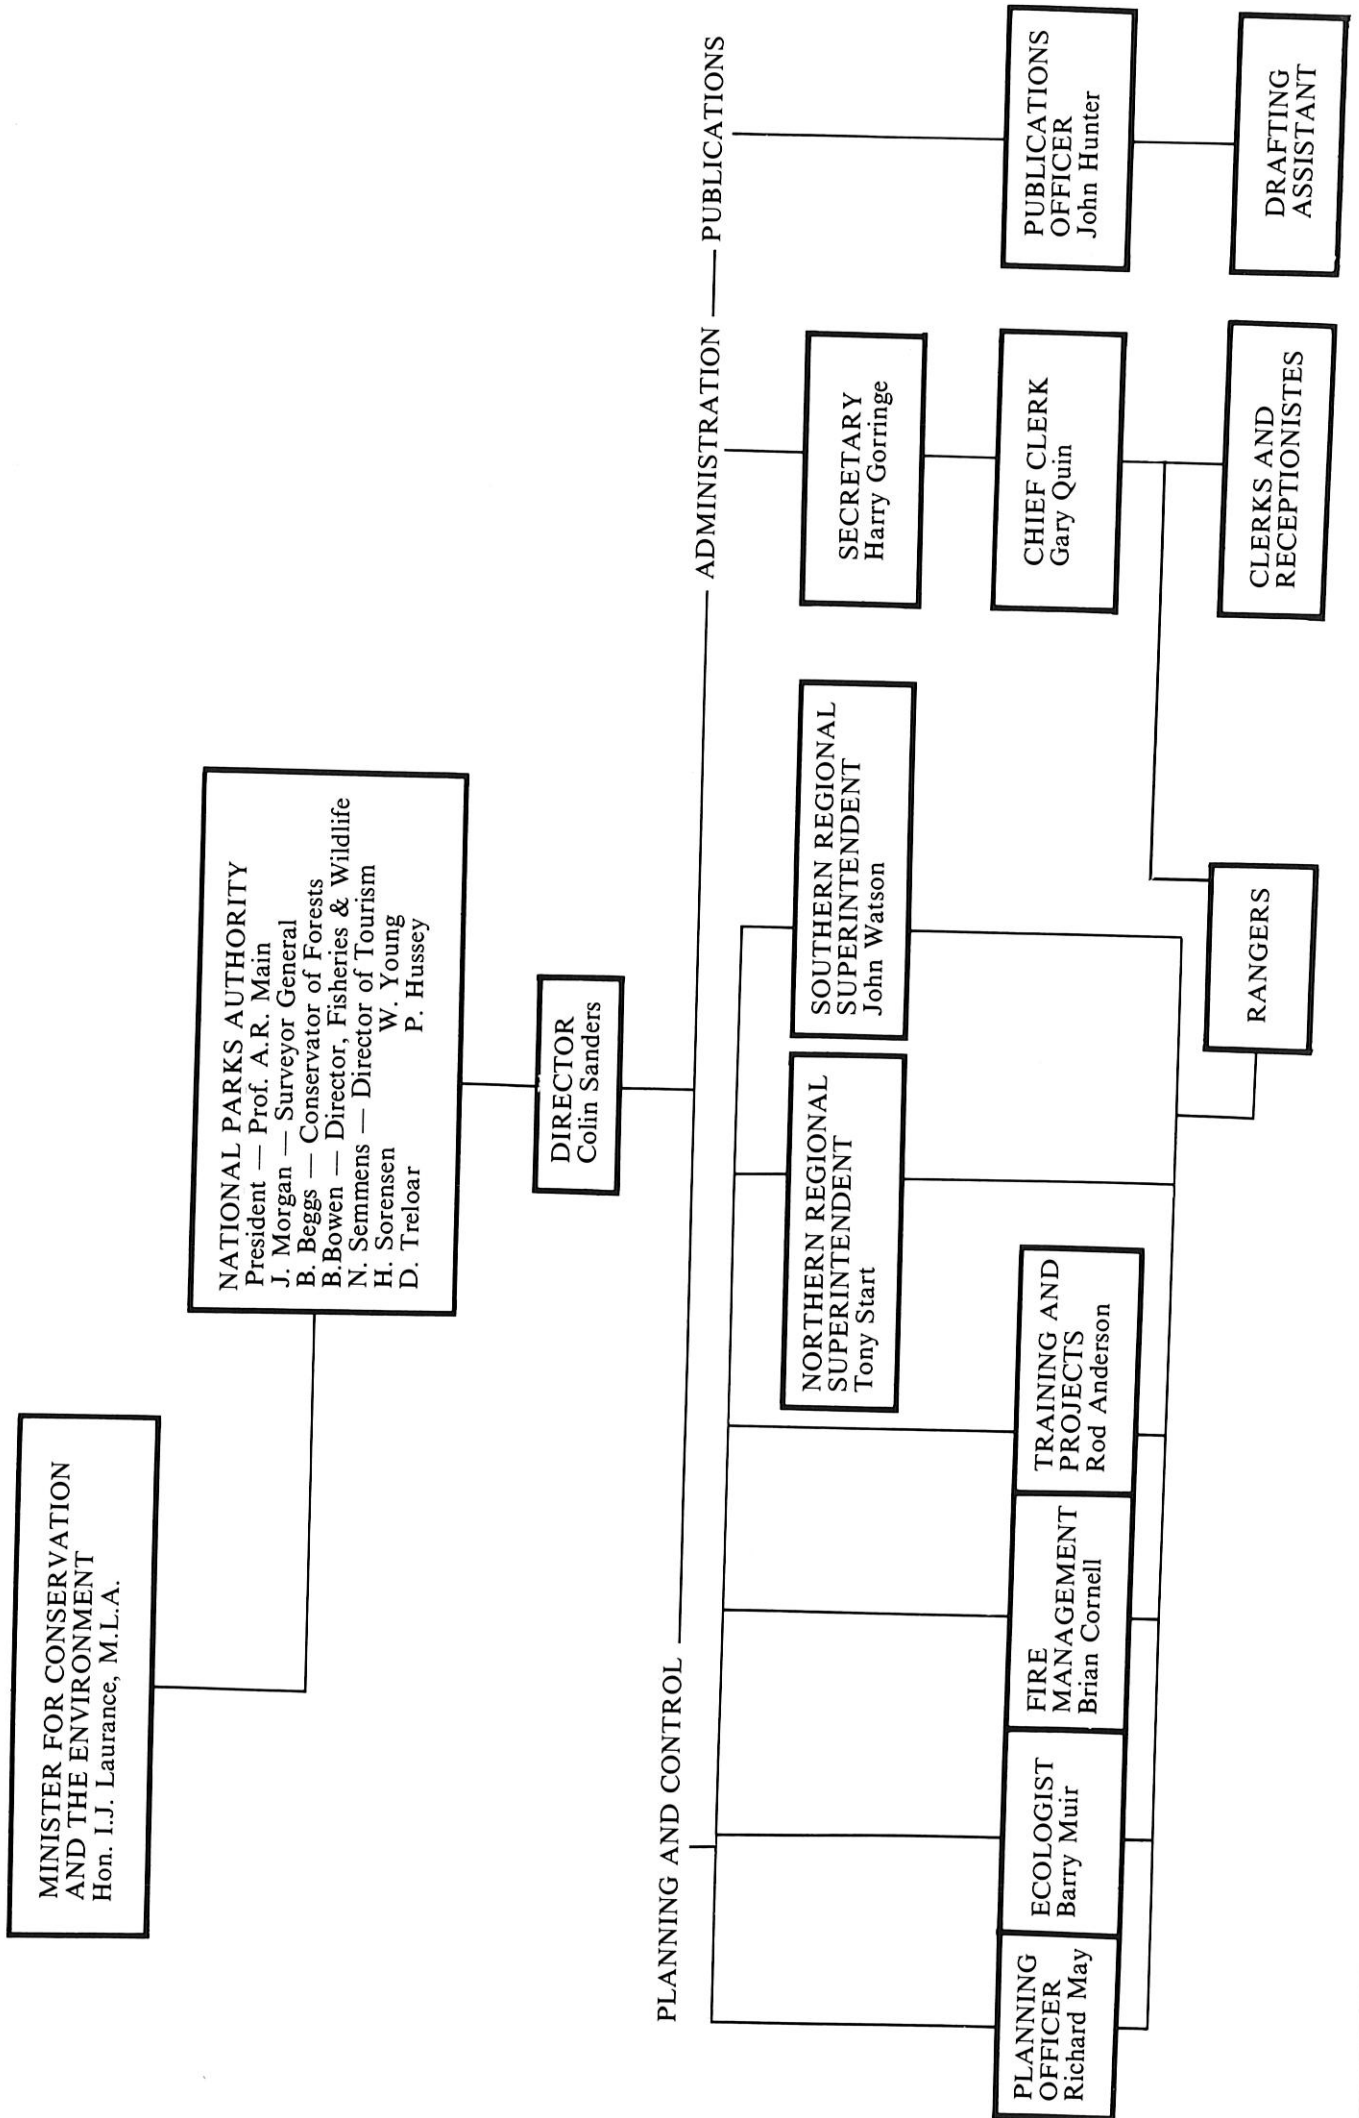 MINISTER FOR CONSERVATION
AND THE ENVIRONMENT
Hon. I.J. Laurance, M.L.A.
NATIONAL PARKS AUTHORITY
President — Prof. A.R. Main
J. Morgan — Surveyor General
B. Beggs — Conservator of Forests
B.Bowen — Director, Fisheries & Wildlife
N. Semmens — Director of Tourism
H. Sorensen W. Young
D. Treloar P. Hussey
DIRECTOR
Colin Sanders
PLANNING AND CONTROL — ADMINISTRATION — PUBLICATIONS
NORTHERN REGIONAL
SUPERINTENDENT
Tony Start
SOUTHERN REGIONAL
SUPERINTENDENT
John Watson
SECRETARY
Harry Gorringe
PLANNING
OFFICER
Richard May
ECOLOGIST
Barry Muir
FIRE
MANAGEMENT
Brian Cornell
TRAINING AND
PROJECTS
Rod Anderson
CHIEF CLERK
Gary Quin
PUBLICATIONS
OFFICER
John Hunter
RANGERS
CLERKS AND
RECEPTIONISTES
DRAFTING
ASSISTANT